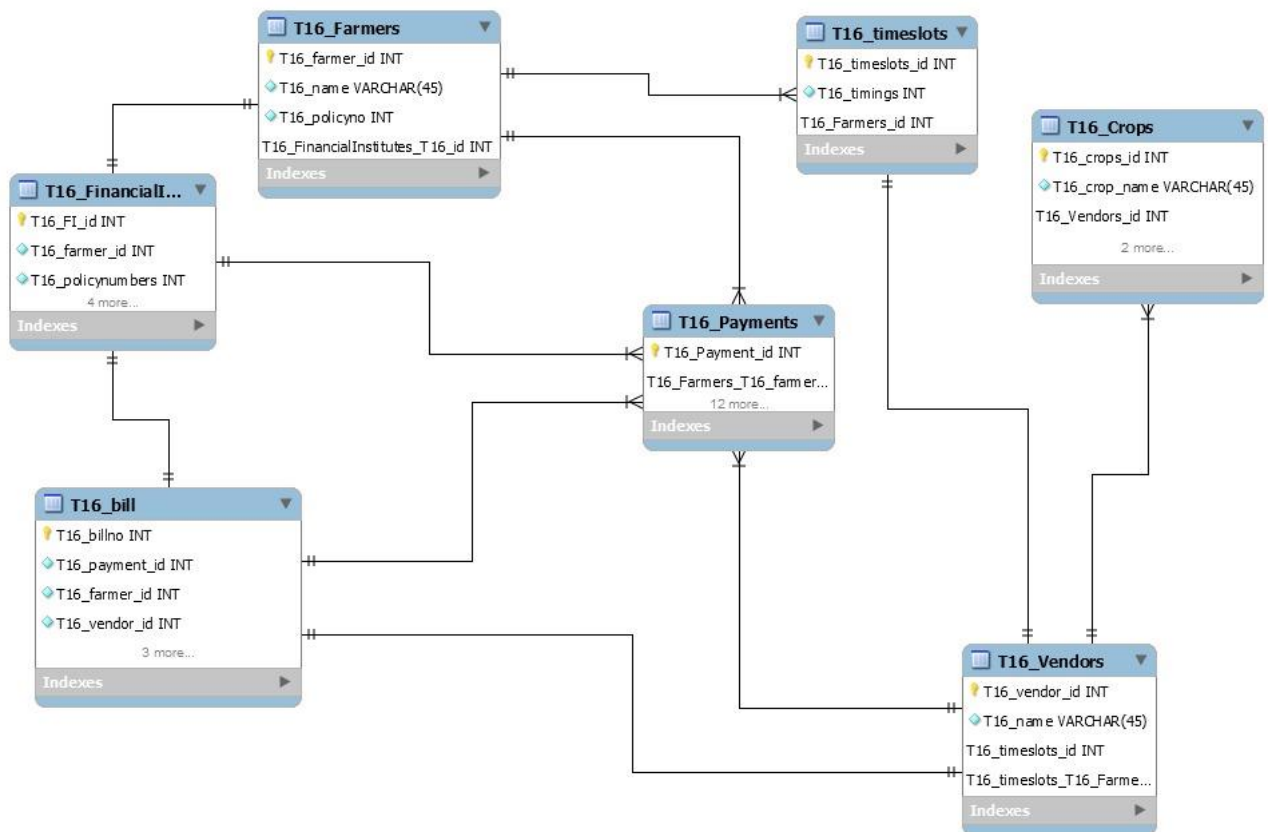 T16_Farmers
T16_farmer_id INT
T16_name VARCHAR(45)
T16_policyno INT
T16_FinancialInstitutes_T16_id INT
Indexes
T16_timeslots
T16_timeslots_id INT
T16_timings INT
T16_Farmers_id INT
Indexes
T16_Crops
T16_crops_id INT
T16_crop_name VARCHAR(45)
T16_Vendors_id INT
2 more...
Indexes
T16_FinancialI...
T16_FI_id INT
T16_farmer_id INT
T16_policynumbers INT
4 more...
Indexes
T16_Payments
T16_Payment_id INT
T16_Farmers_T16_farmer...
12 more...
Indexes
T16_bill
T16_billno INT
T16_payment_id INT
T16_farmer_id INT
T16_vendor_id INT
3 more...
Indexes
T16_Vendors
T16_vendor_id INT
T16_name VARCHAR(45)
T16_timeslots_id INT
T16_timeslots_T16_Farme...
Indexes